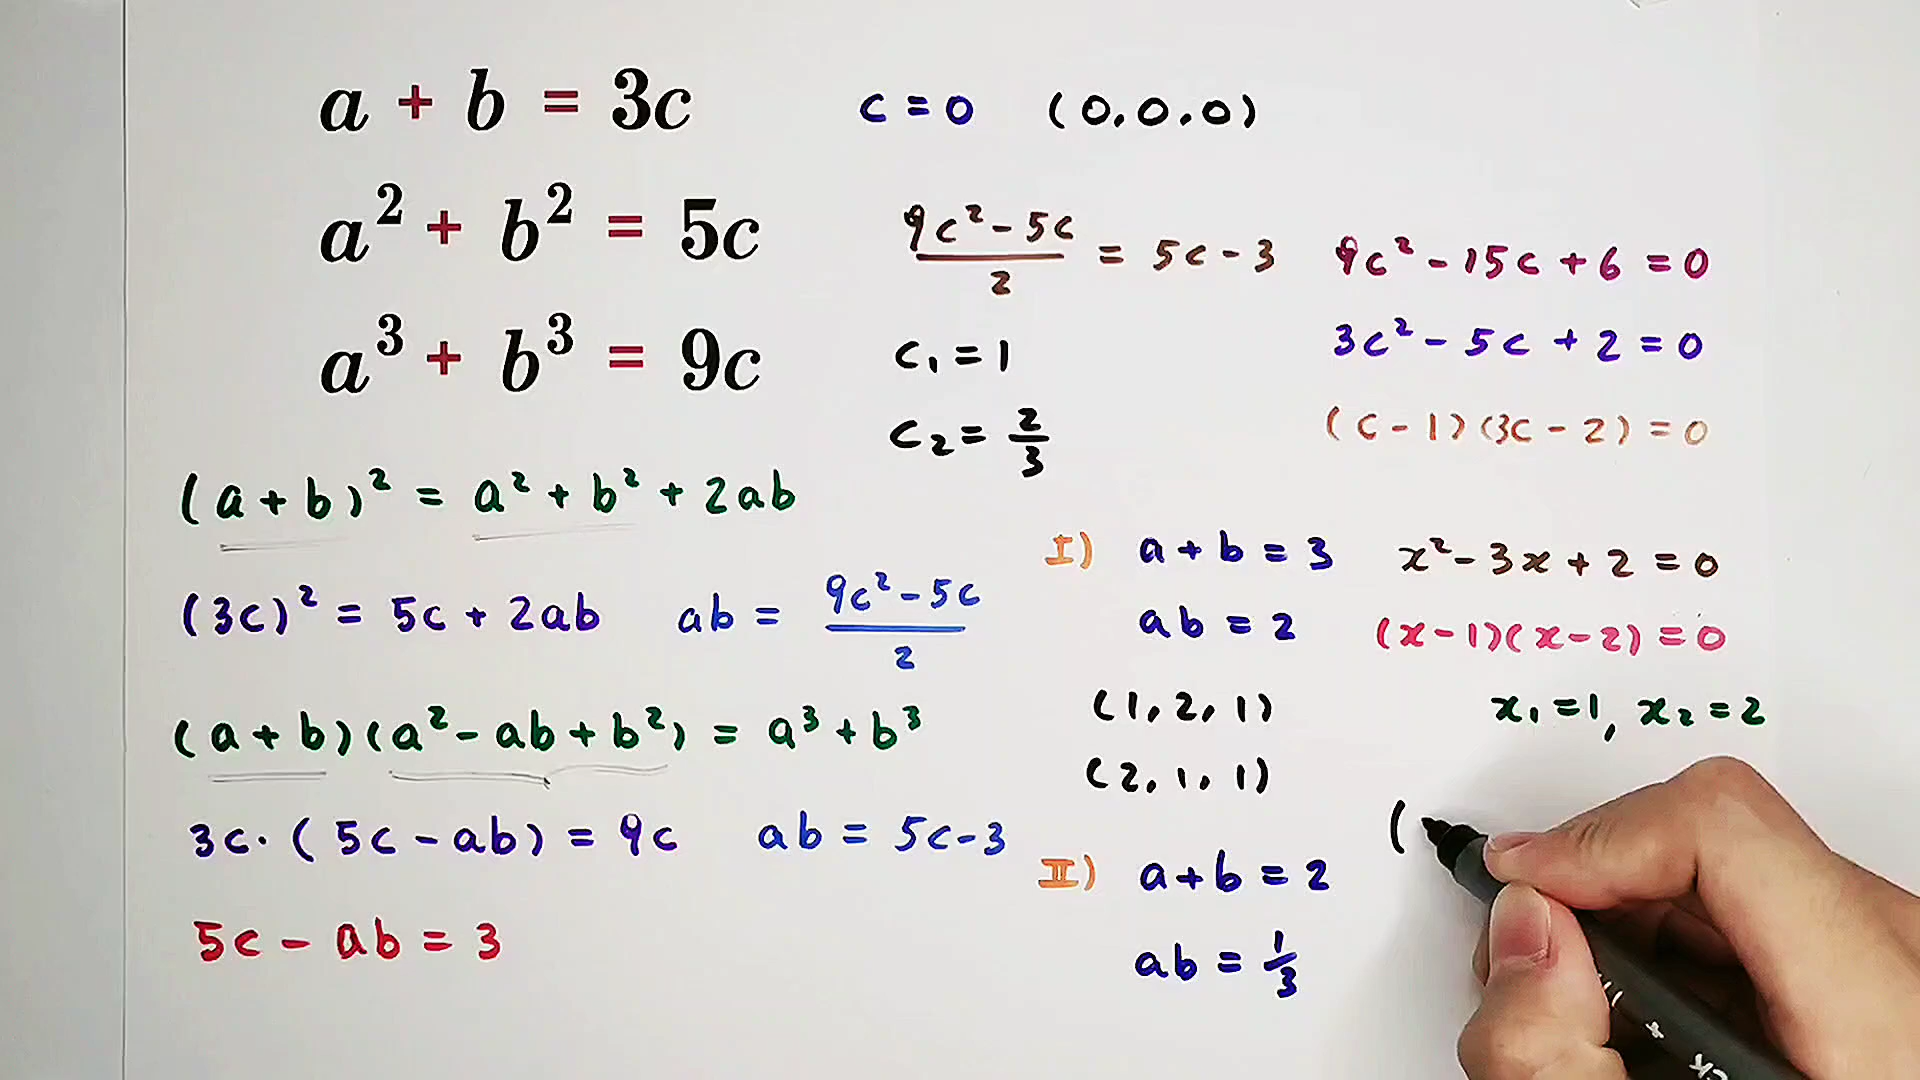 a + b = 3c
a² + b² = 5c
a³ + b³ = 9c
(a+b)² = a² + b² + 2ab
(3c)² = 5c + 2ab    ab = (9c² - 5c)/2
(a+b)(a² - ab + b²) = a³ + b³
3c·(5c - ab) = 9c    ab = 5c-3
5c - ab = 3
c = 0    (0,0,0)
(9c² - 5c)/2 = 5c - 3
c₁ = 1
c₂ = 2/3
9c² - 15c + 6 = 0
3c² - 5c + 2 = 0
(c - 1)(3c - 2) = 0
I) a + b = 3
ab = 2
x² - 3x + 2 = 0
(x - 1)(x - 2) = 0
x₁ = 1, x₂ = 2
(1, 2, 1)
(2, 1, 1)
II) a+b = 2
ab = 1/3
(